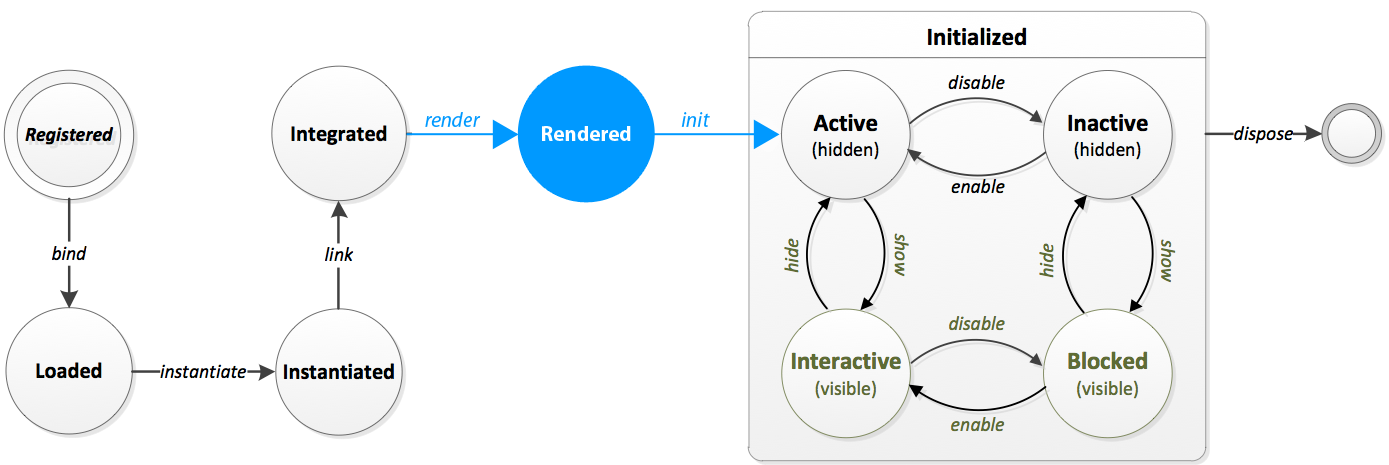 Initialized
Registered
Integrated
render
Rendered
init
Active
(hidden)
disable
enable
Inactive
(hidden)
dispose
bind
link
hide
show
hide
show
Loaded
instantiate
Instantiated
Interactive
(visible)
disable
enable
Blocked
(visible)